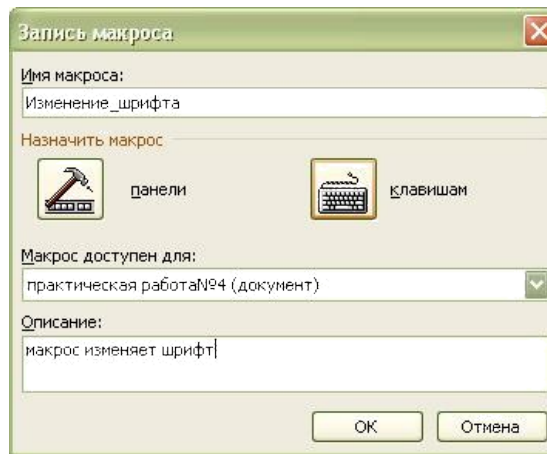 Запись макроса
Имя макроса:
Изменение_шрифта
Назначить макрос
панели
клавишам
Макрос доступен для:
практическая работа№4 (документ)
Описание:
макрос изменяет шрифт
ОК
Отмена